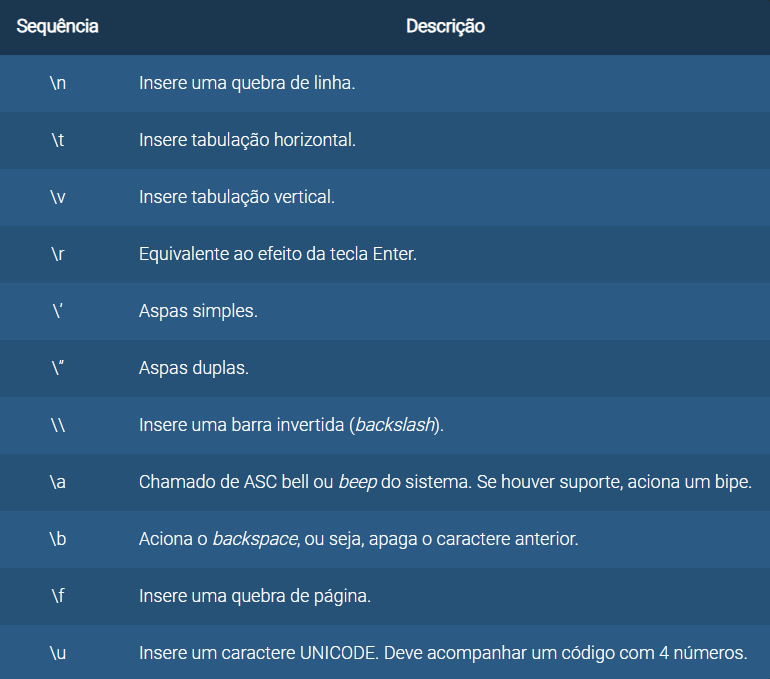 Sequência Descrição
\n Insere uma quebra de linha.
\t Insere tabulação horizontal.
\v Insere tabulação vertical.
\r Equivalente ao efeito da tecla Enter.
\’ Aspas simples.
\” Aspas duplas.
\\ Insere uma barra invertida (backslash).
\a Chamado de ASC bell ou beep do sistema. Se houver suporte, aciona um bipe.
\b Aciona o backspace, ou seja, apaga o caractere anterior.
\f Insere uma quebra de página.
\u Insere um caractere UNICODE. Deve acompanhar um código com 4 números.